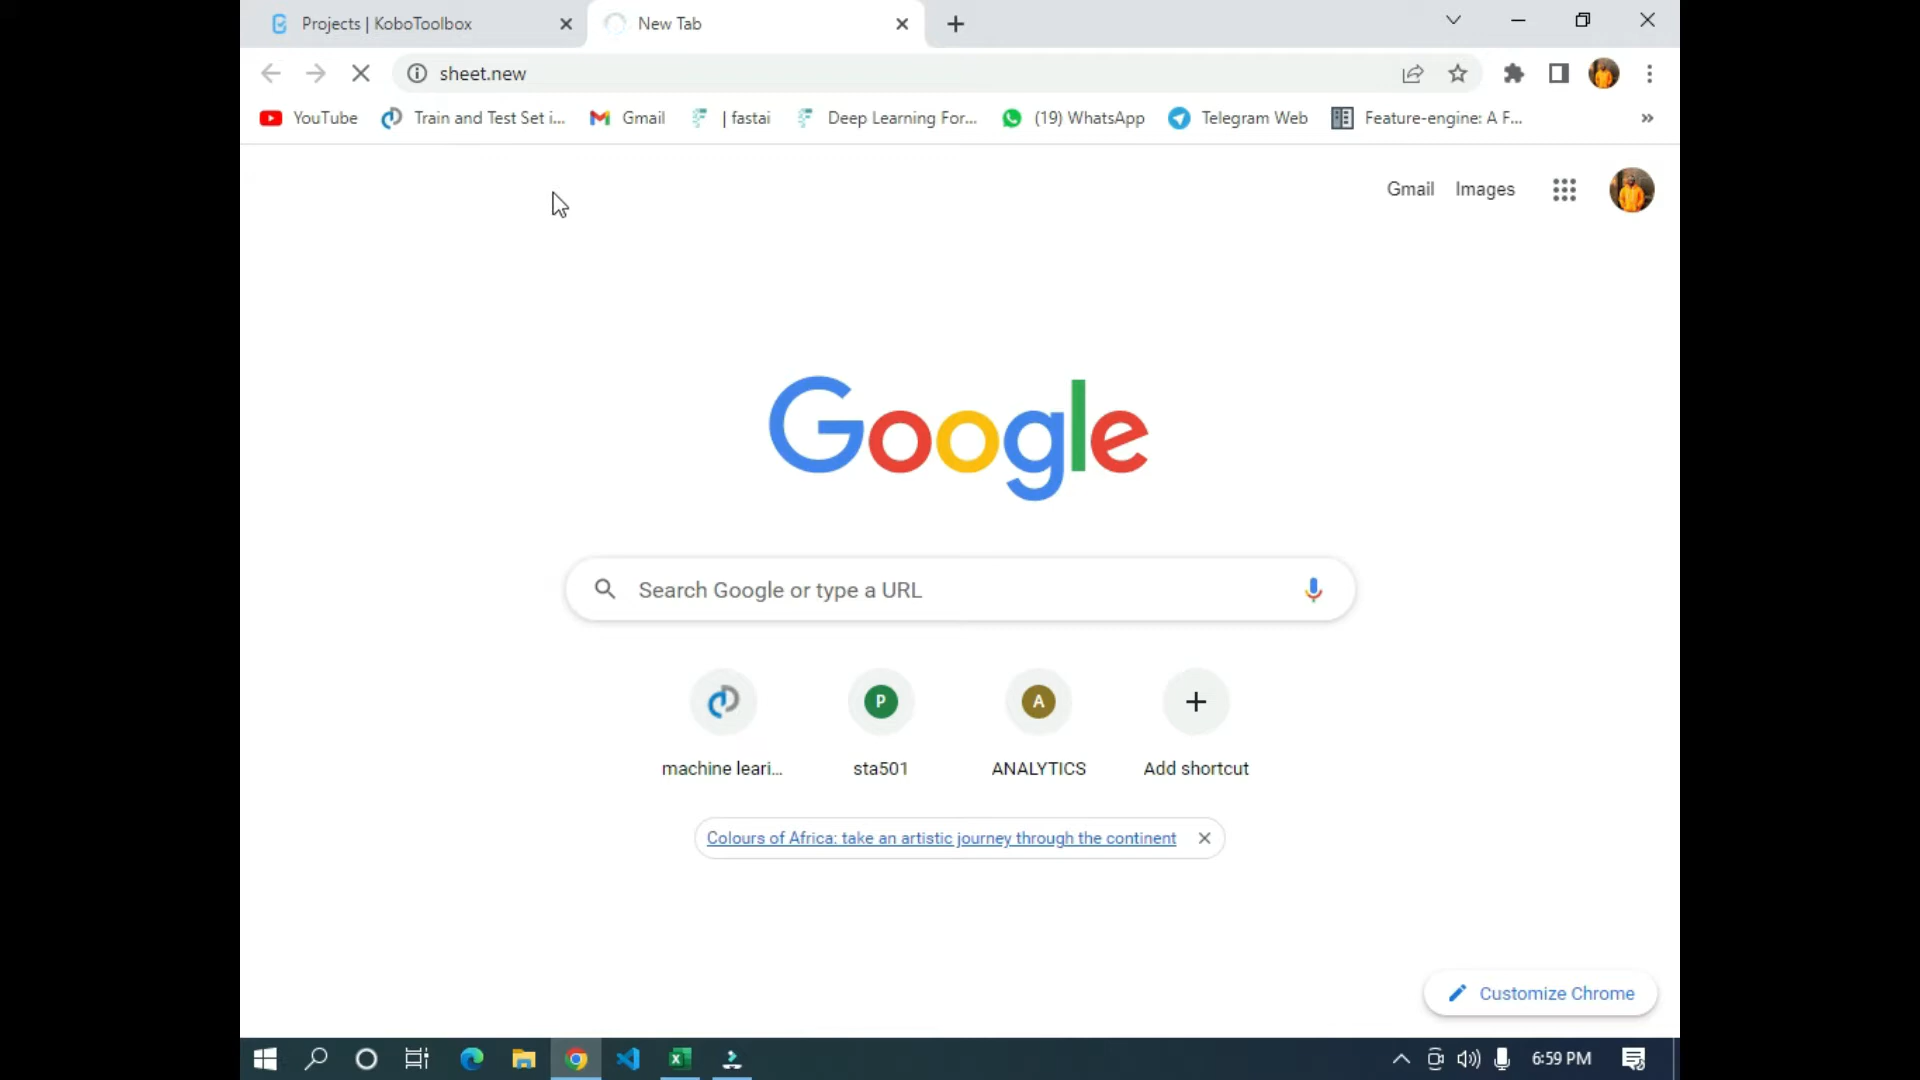 Projects | KoboToolbox
New Tab
sheet.new
YouTube
Train and Test Set i...
Gmail
| fastai
Deep Learning For...
(19) WhatsApp
Telegram Web
Feature-engine: A F...
Gmail
Images
Google
Search Google or type a URL
P
A
machine leari...
sta501
ANALYTICS
Add shortcut
Colours of Africa: take an artistic journey through the continent
Customize Chrome
6:59 PM